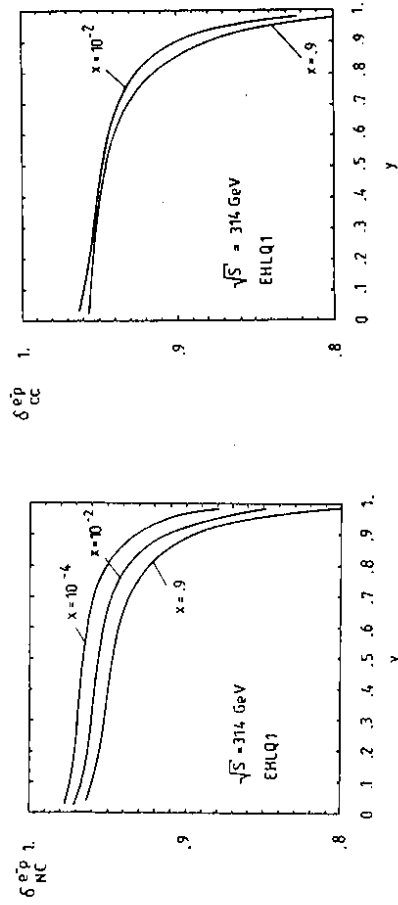 δ e⁻p NC
1.
.9
.8
x = 10⁻⁴
x = 10⁻²
x = .9
√S = 314 GeV
EHLQ1
0 .1 .2 .3 .4 .5 .6 .7 .8 .9 1.
y
δ e⁻p CC
1.
.9
.8
x = 10⁻²
x = .9
√S = 314 GeV
EHLQ1
0 .1 .2 .3 .4 .5 .6 .7 .8 .9 1.
y